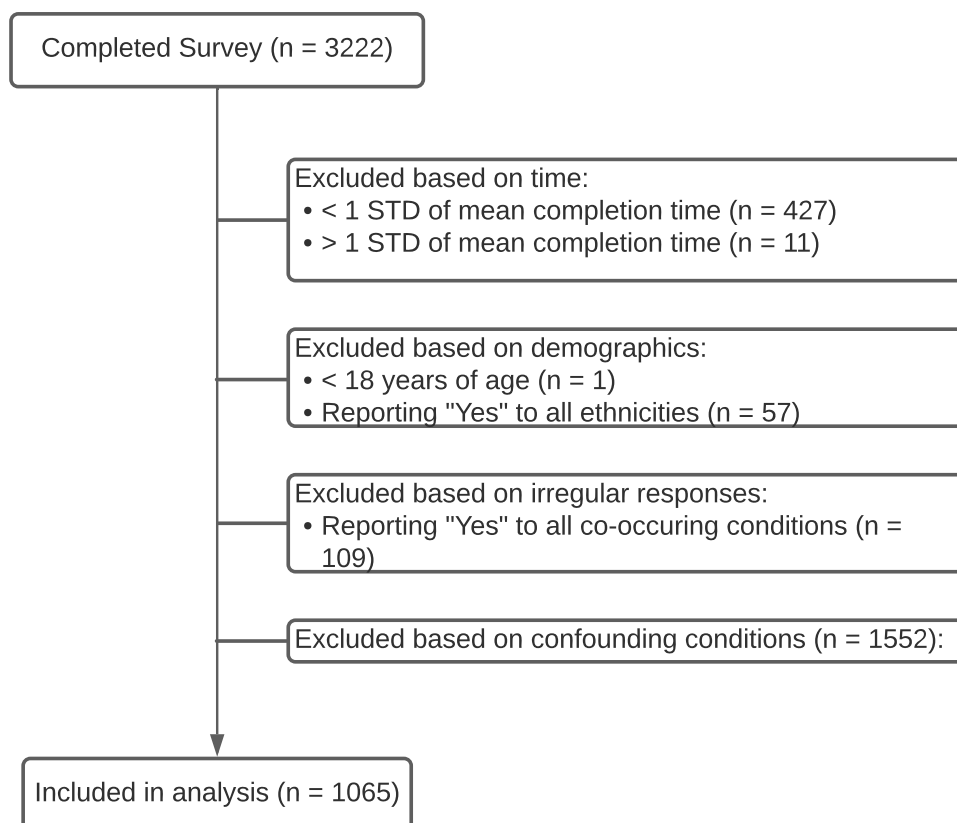 Completed Survey (n = 3222)
Excluded based on time:
• < 1 STD of mean completion time (n = 427)
• > 1 STD of mean completion time (n = 11)
Excluded based on demographics:
• < 18 years of age (n = 1)
• Reporting "Yes" to all ethnicities (n = 57)
Excluded based on irregular responses:
• Reporting "Yes" to all co-occuring conditions (n =
109)
Excluded based on confounding conditions (n = 1552):
Included in analysis (n = 1065)